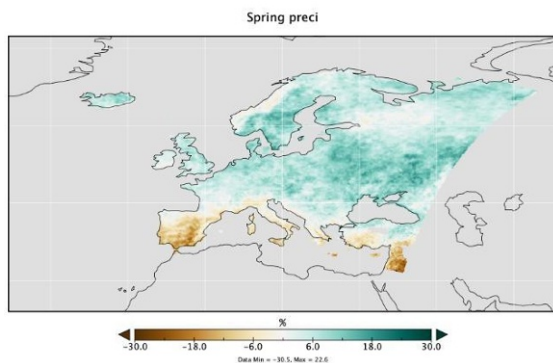 Spring preci
%
-30.0 -18.0 -6.0 6.0 18.0 30.0
Data Min = -30.5, Max = 22.6